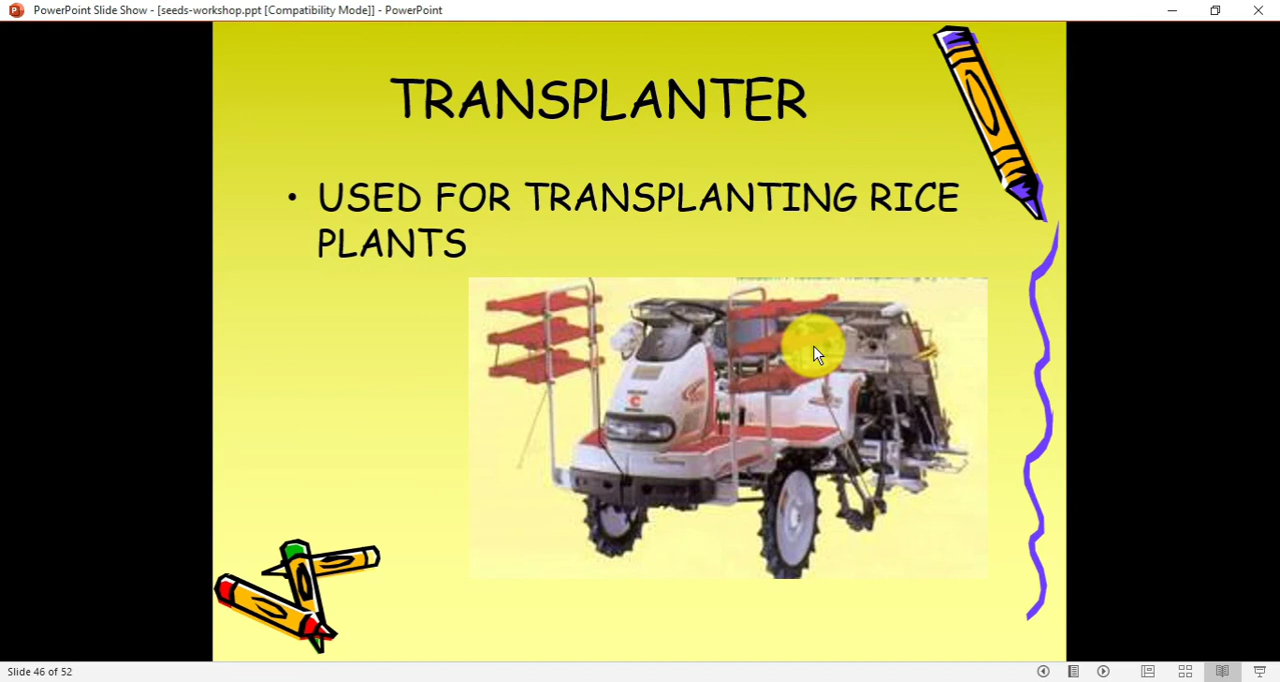 PowerPoint Slide Show - [seeds-workshop.ppt [Compatibility Mode]] - PowerPoint
TRANSPLANTER
• USED FOR TRANSPLANTING RICE
PLANTS
Slide 46 of 52